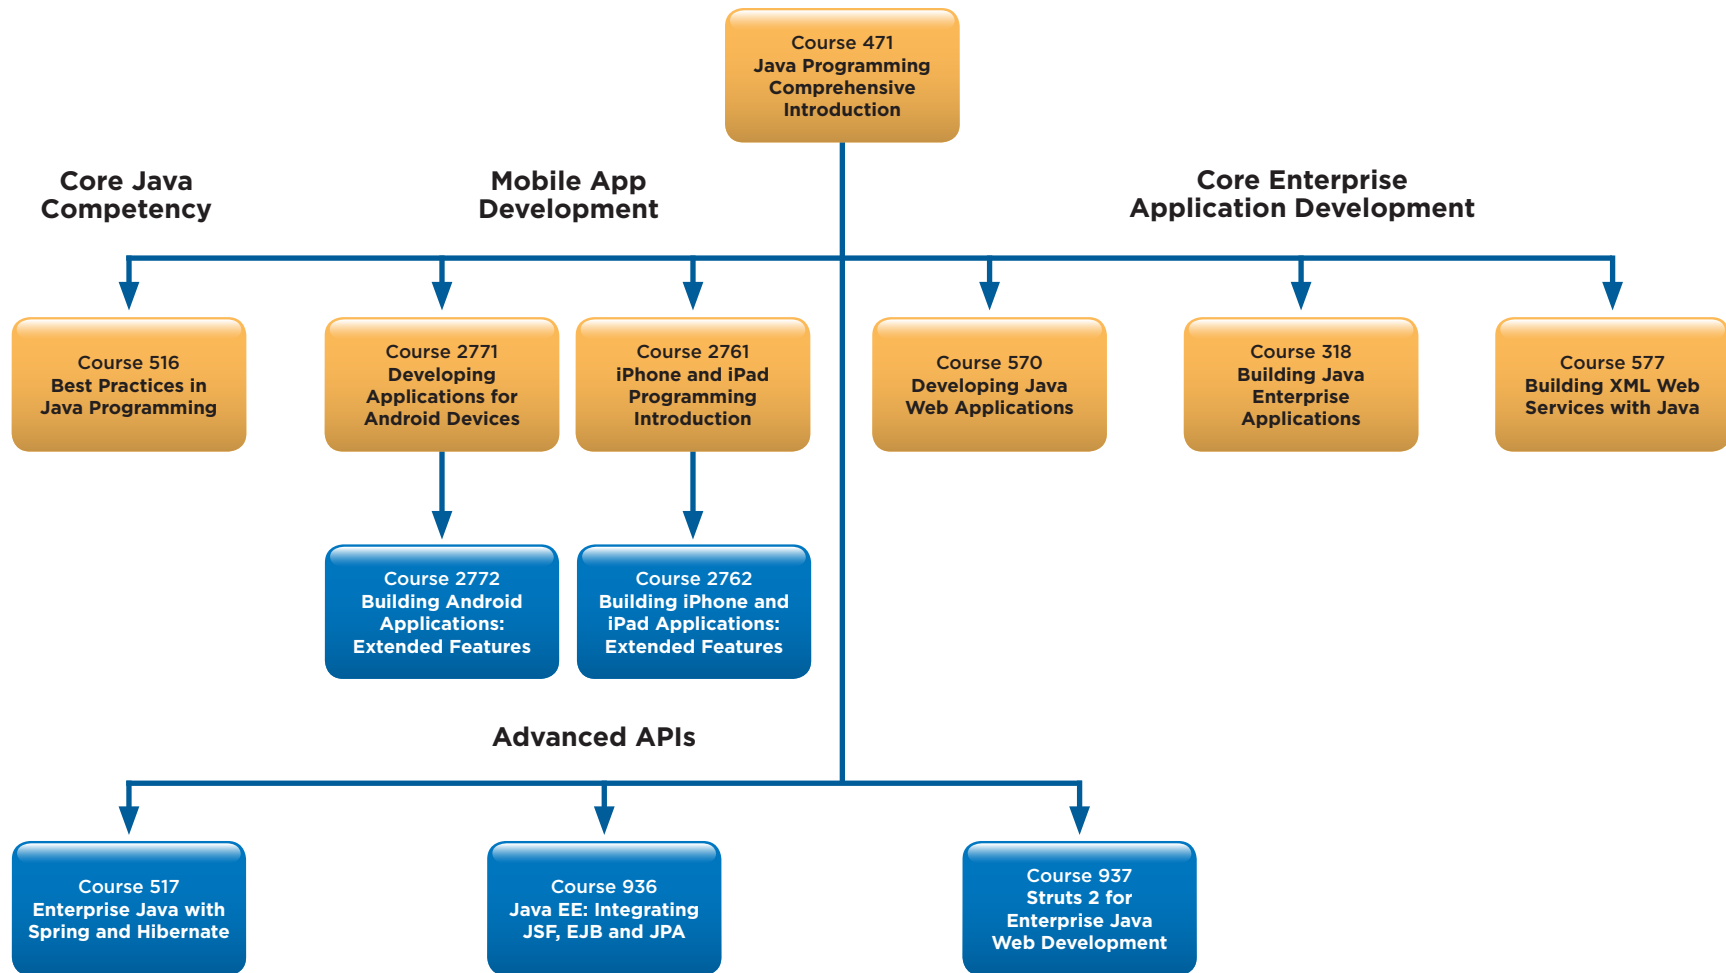 Course 471
Java Programming
Comprehensive
Introduction
Core Java
Competency
Mobile App
Development
Core Enterprise
Application Development
Course 516
Best Practices in
Java Programming
Course 2771
Developing
Applications for
Android Devices
Course 2761
iPhone and iPad
Programming
Introduction
Course 570
Developing Java
Web Applications
Course 318
Building Java
Enterprise
Applications
Course 577
Building XML Web
Services with Java
Course 2772
Building Android
Applications:
Extended Features
Course 2762
Building iPhone and
iPad Applications:
Extended Features
Advanced APIs
Course 517
Enterprise Java with
Spring and Hibernate
Course 936
Java EE: Integrating
JSF, EJB and JPA
Course 937
Struts 2 for
Enterprise Java
Web Development